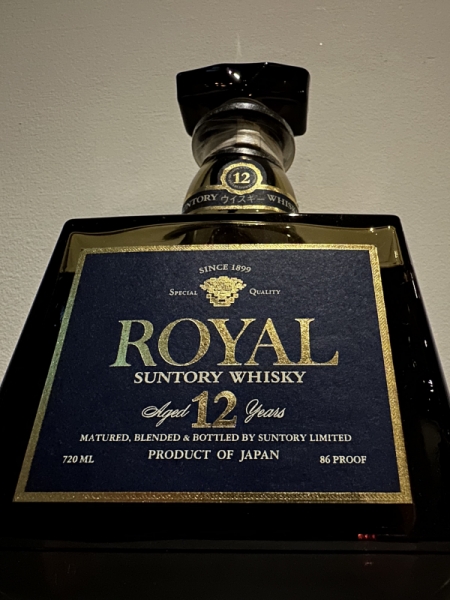 12
SUNTORY ウイスキー WHISKY
SINCE 1899
SPECIAL QUALITY
ROYAL
SUNTORY WHISKY
Aged 12 Years
MATURED, BLENDED & BOTTLED BY SUNTORY LIMITED
720 ML PRODUCT OF JAPAN 86 PROOF